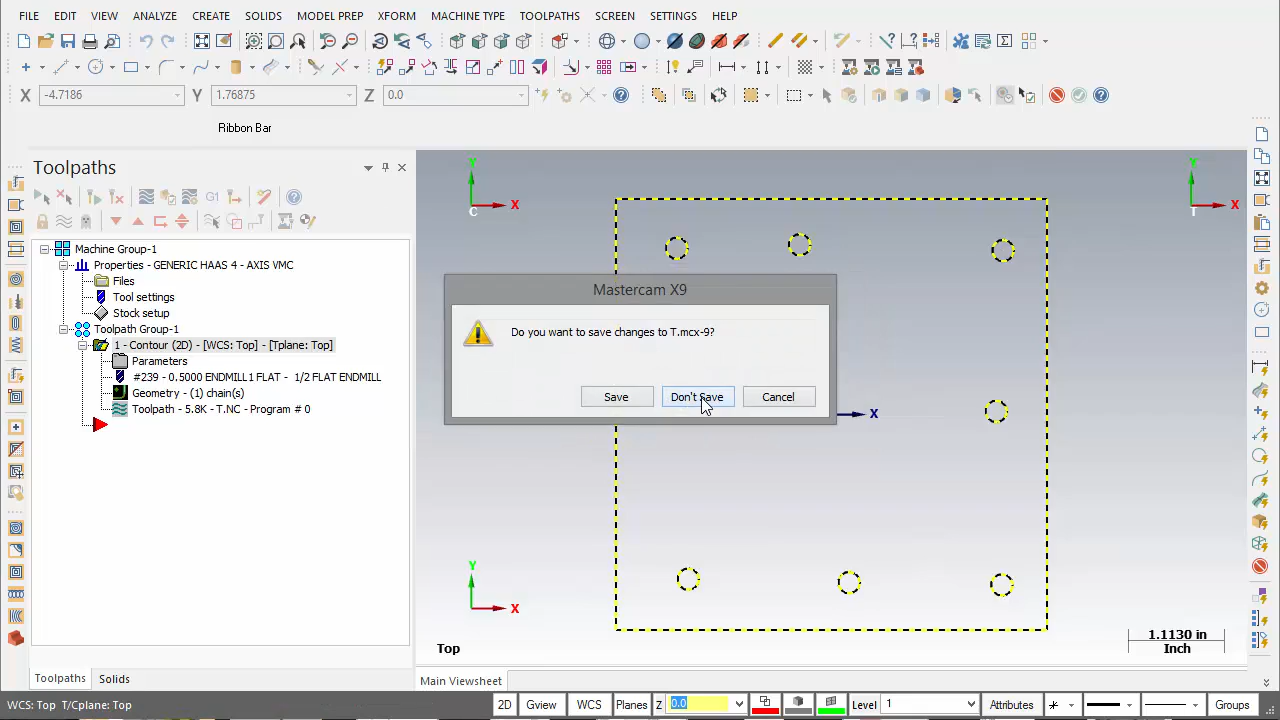 FILE EDIT VIEW ANALYZE CREATE SOLIDS MODEL PREP XFORM MACHINE TYPE TOOLPATHS SCREEN SETTINGS HELP
X -4.7186 Y 1.76875 Z 0.0
Ribbon Bar
Toolpaths
G1
Machine Group-1
Properties - GENERIC HAAS 4 - AXIS VMC
Files
Tool settings
Stock setup
Toolpath Group-1
1 - Contour (2D) - [WCS: Top] - [Tplane: Top]
Parameters
#239 - 0.5000 ENDMILL1 FLAT - 1/2 FLAT ENDMILL
Geometry - (1) chain(s)
Toolpath - 5.8K - T.NC - Program # 0
Y
X
C
Y
X
T
Mastercam X9
Do you want to save changes to T.mcx-9?
Save Don't Save Cancel
X
Y
X
Top
1.1130 in
Inch
Toolpaths Solids
Main Viewsheet
WCS: Top T/Cplane: Top 2D Gview WCS Planes Z 0.0 Level 1 Attributes Groups